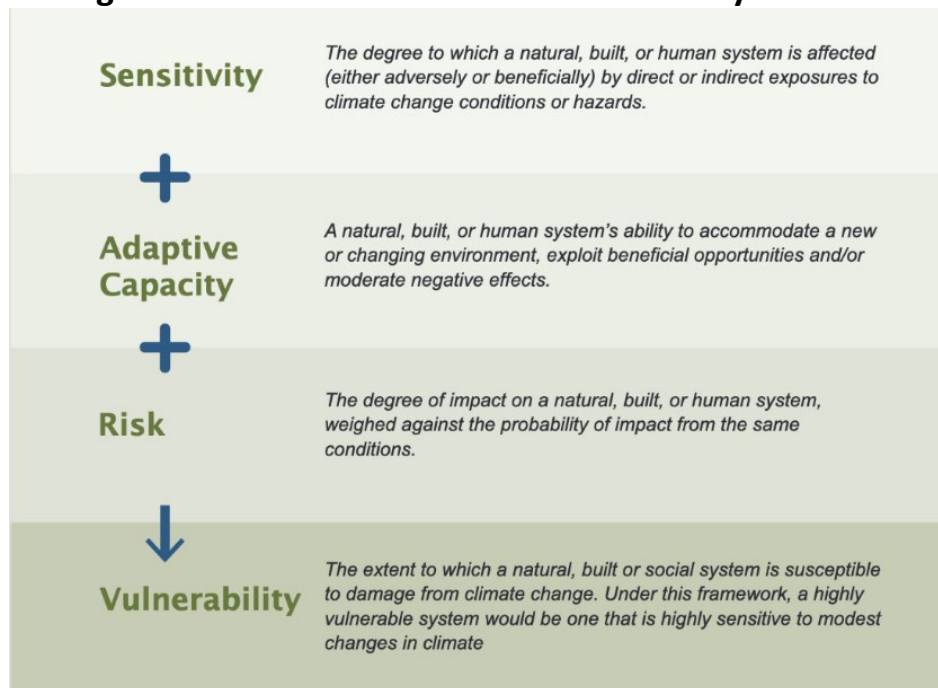 Sensitivity
The degree to which a natural, built, or human system is affected
(either adversely or beneficially) by direct or indirect exposures to
climate change conditions or hazards.
+
Adaptive
Capacity
A natural, built, or human system’s ability to accommodate a new
or changing environment, exploit beneficial opportunities and/or
moderate negative effects.
+
Risk
The degree of impact on a natural, built, or human system,
weighed against the probability of impact from the same
conditions.
Vulnerability
The extent to which a natural, built or social system is susceptible
to damage from climate change. Under this framework, a highly
vulnerable system would be one that is highly sensitive to modest
changes in climate